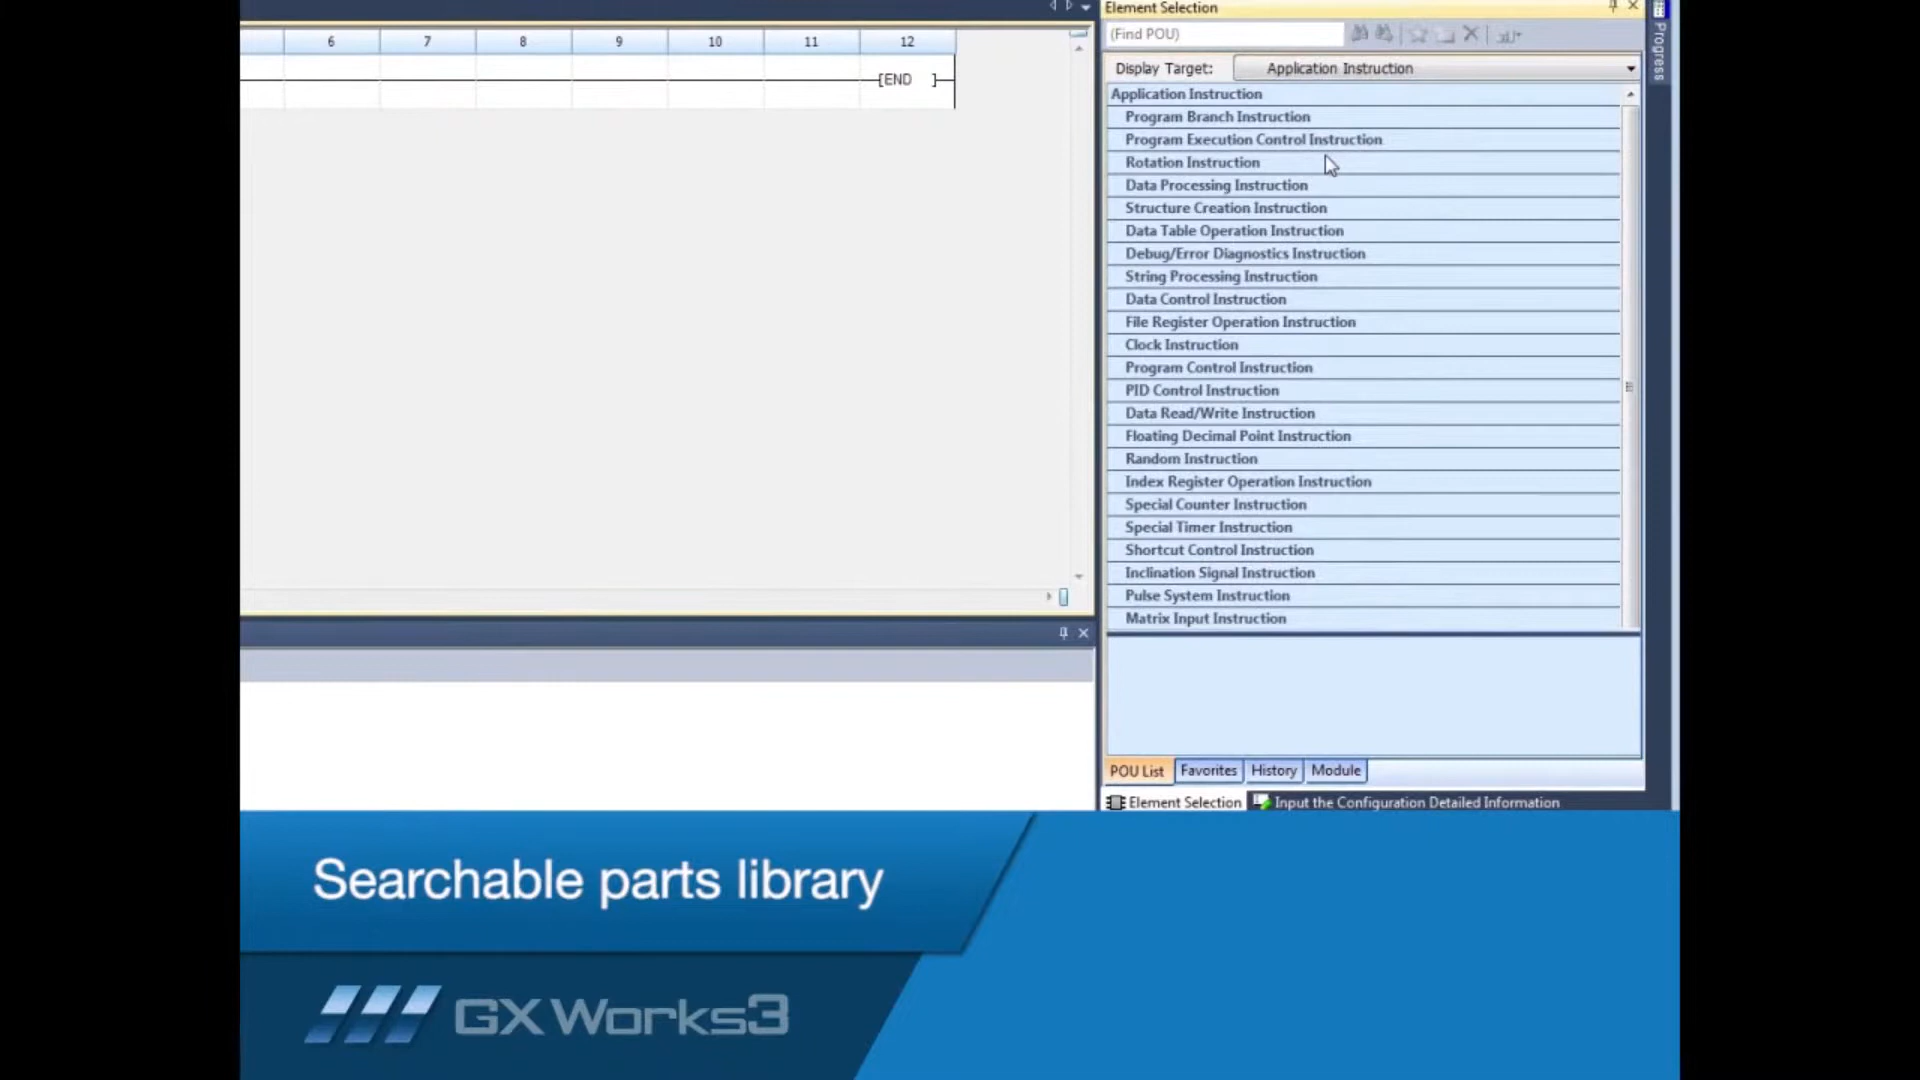 6 7 8 9 10 11 12
[END ]
Element Selection
(Find POU)
Display Target: Application Instruction
Application Instruction
Program Branch Instruction
Program Execution Control Instruction
Rotation Instruction
Data Processing Instruction
Structure Creation Instruction
Data Table Operation Instruction
Debug/Error Diagnostics Instruction
String Processing Instruction
Data Control Instruction
File Register Operation Instruction
Clock Instruction
Program Control Instruction
PID Control Instruction
Data Read/Write Instruction
Floating Decimal Point Instruction
Random Instruction
Index Register Operation Instruction
Special Counter Instruction
Special Timer Instruction
Shortcut Control Instruction
Inclination Signal Instruction
Pulse System Instruction
Matrix Input Instruction
POU List Favorites History Module
Element Selection Input the Configuration Detailed Information
Progress
Searchable parts library
GX Works3